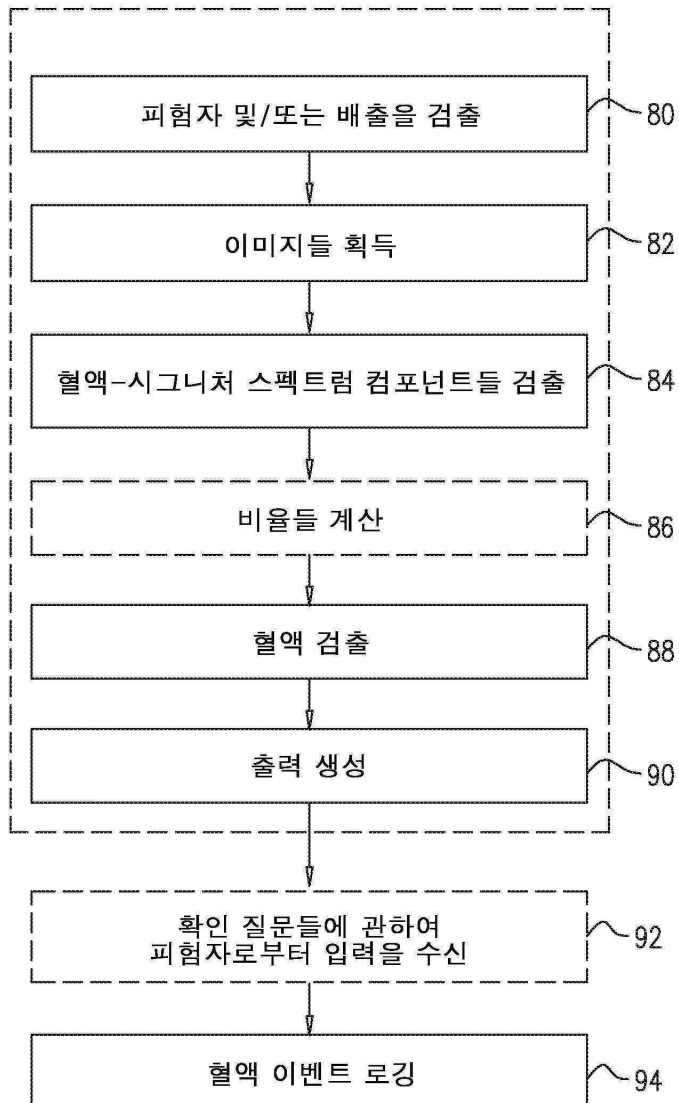 피험자 및/또는 배출을 검출
80
이미지들 획득
82
혈액-시그니처 스펙트럼 컴포넌트들 검출
84
비율들 계산
86
혈액 검출
88
출력 생성
90
확인 질문들에 관하여
피험자로부터 입력을 수신
92
혈액 이벤트 로깅
94